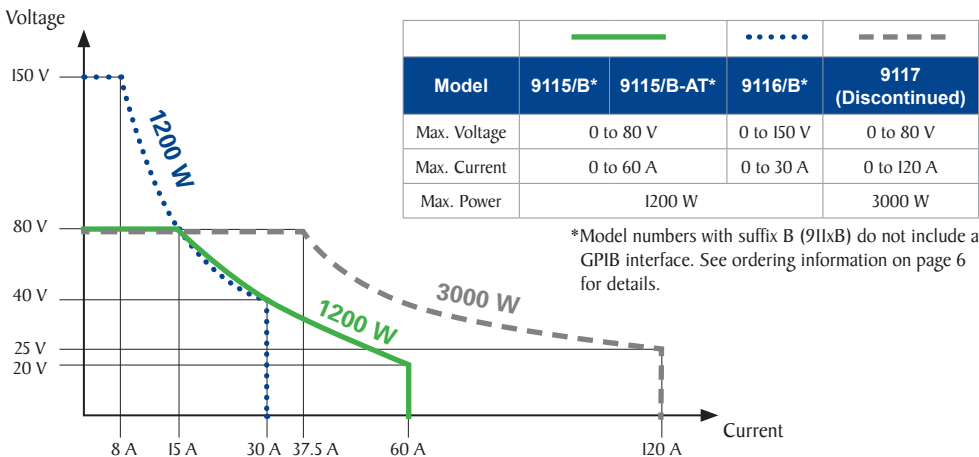 Voltage
150 V
80 V
40 V
25 V
20 V
1200 W
1200 W
3000 W
8 A
15 A
30 A
37.5 A
60 A
120 A
Current
Model 9115/B* 9115/B-AT* 9116/B* 9117 (Discontinued)
Max. Voltage 0 to 80 V 0 to 150 V 0 to 80 V
Max. Current 0 to 60 A 0 to 30 A 0 to 120 A
Max. Power 1200 W 3000 W
*Model numbers with suffix B (911xB) do not include a
GPIB interface. See ordering information on page 6
for details.